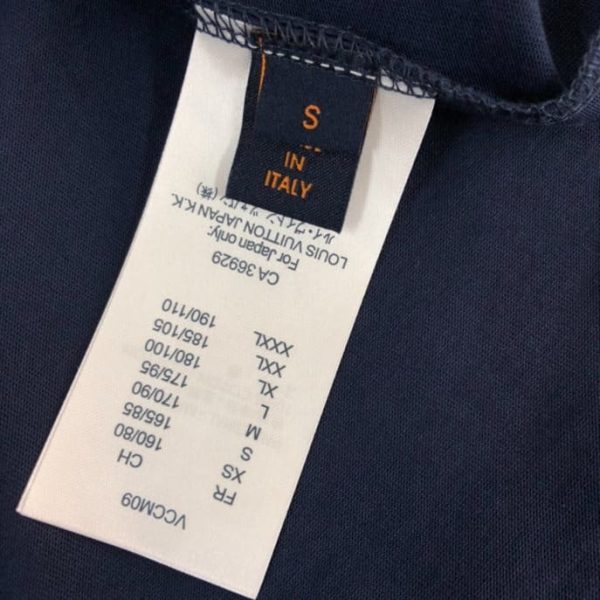 S
IN
ITALY
VCCM09
FR CH
XS 160/80
S 165/85
M 170/90
L 175/95
XL 180/100
XXL 185/105
XXXL 190/110
CA 36929
For Japan only:
LOUIS VUITTON JAPAN K.K.
ルイ・ヴィトン ジャパン(株)